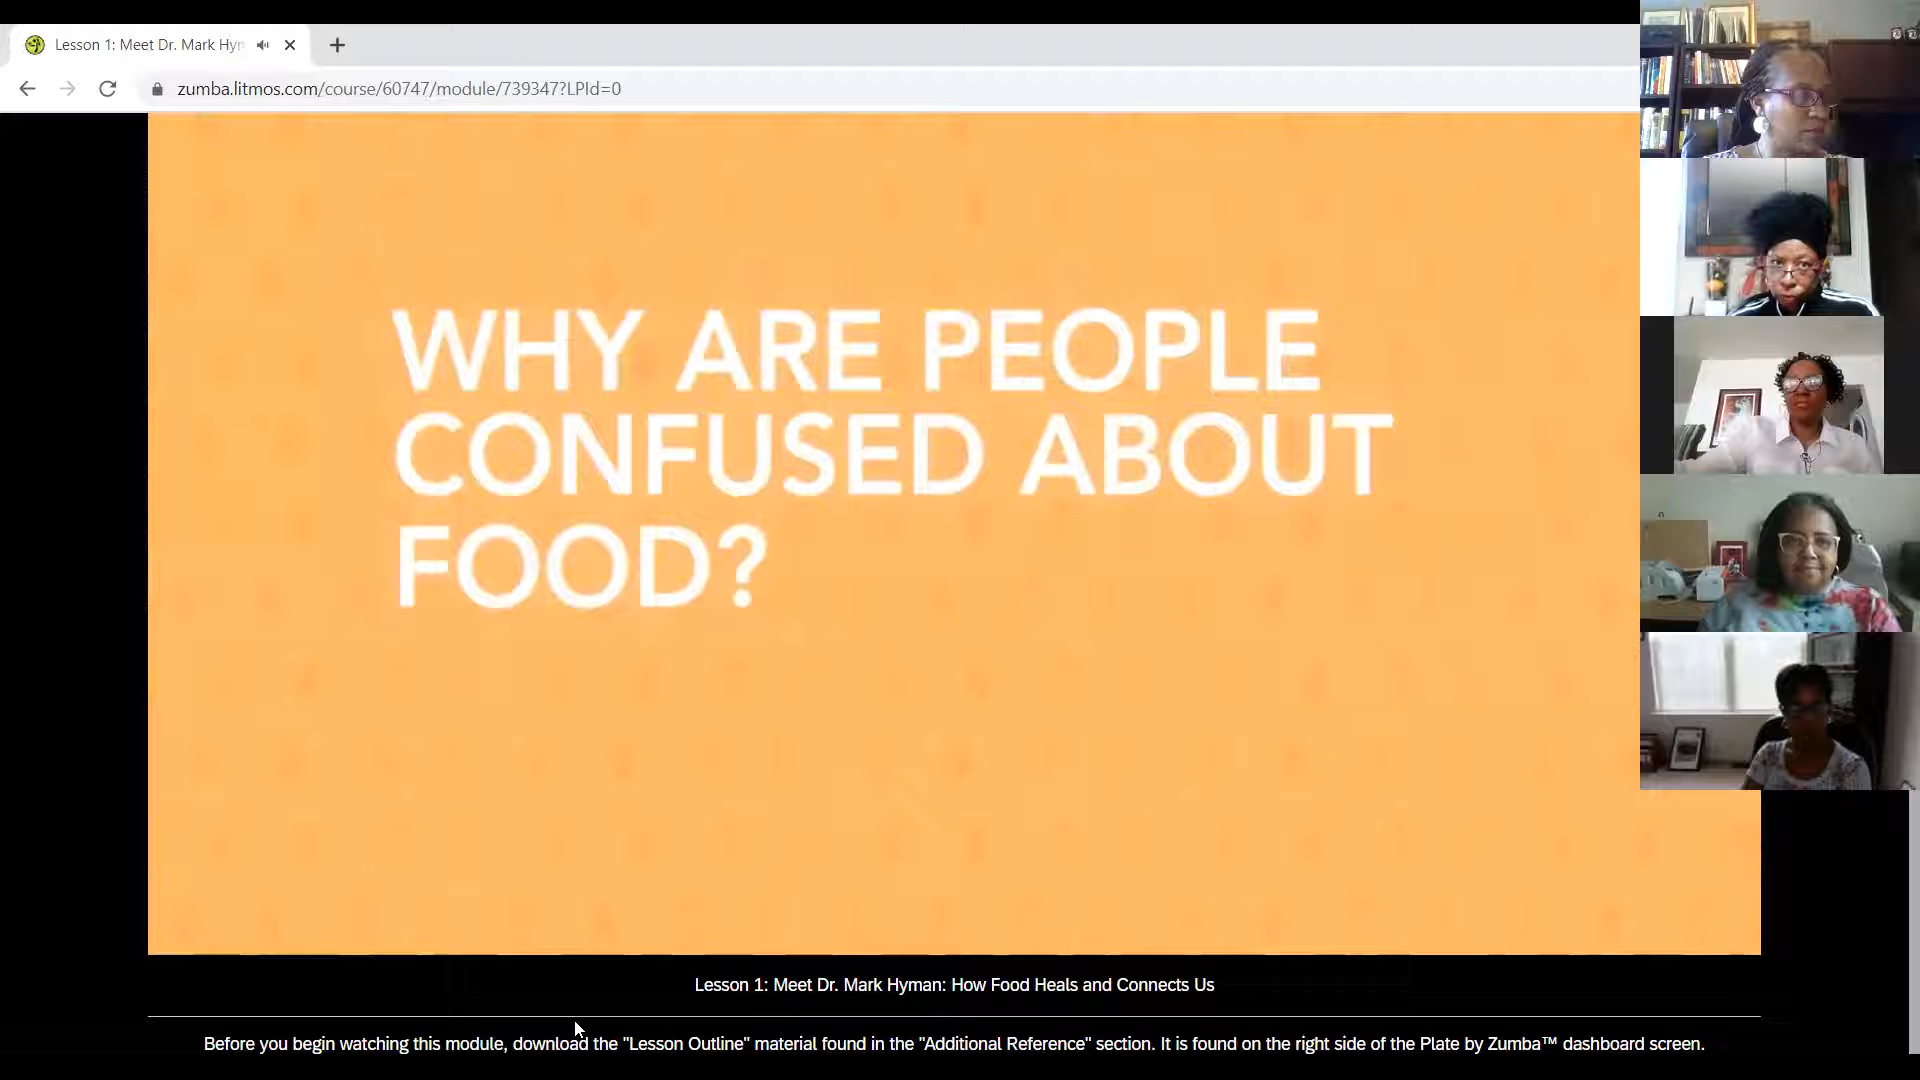 Lesson 1: Meet Dr. Mark Hyn
zumba.litmos.com/course/60747/module/739347?LPId=0
WHY ARE PEOPLE
CONFUSED ABOUT
FOOD?
Lesson 1: Meet Dr. Mark Hyman: How Food Heals and Connects Us
Before you begin watching this module, download the "Lesson Outline" material found in the "Additional Reference" section. It is found on the right side of the Plate by Zumba™ dashboard screen.